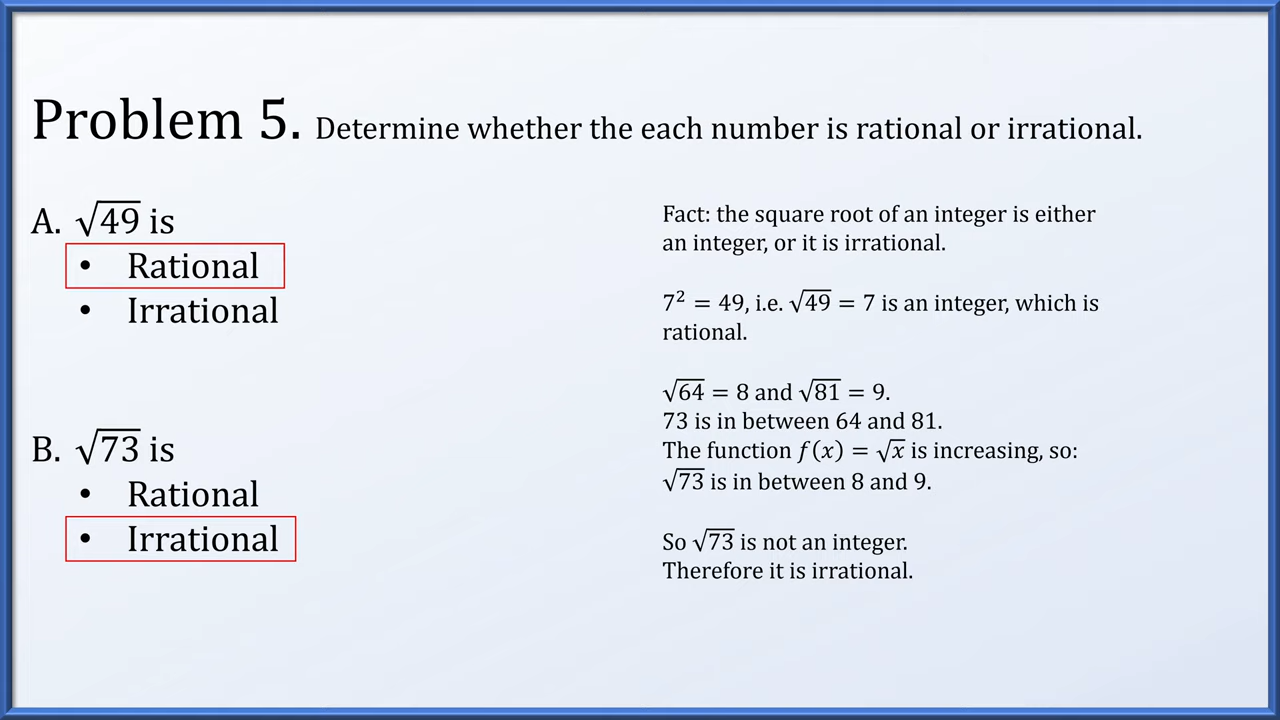 Problem 5. Determine whether the each number is rational or irrational.
A. √49 is
• Rational
• Irrational
B. √73 is
• Rational
• Irrational
Fact: the square root of an integer is either
an integer, or it is irrational.
7² = 49, i.e. √49 = 7 is an integer, which is
rational.
√64 = 8 and √81 = 9.
73 is in between 64 and 81.
The function f(x) = √x is increasing, so:
√73 is in between 8 and 9.
So √73 is not an integer.
Therefore it is irrational.